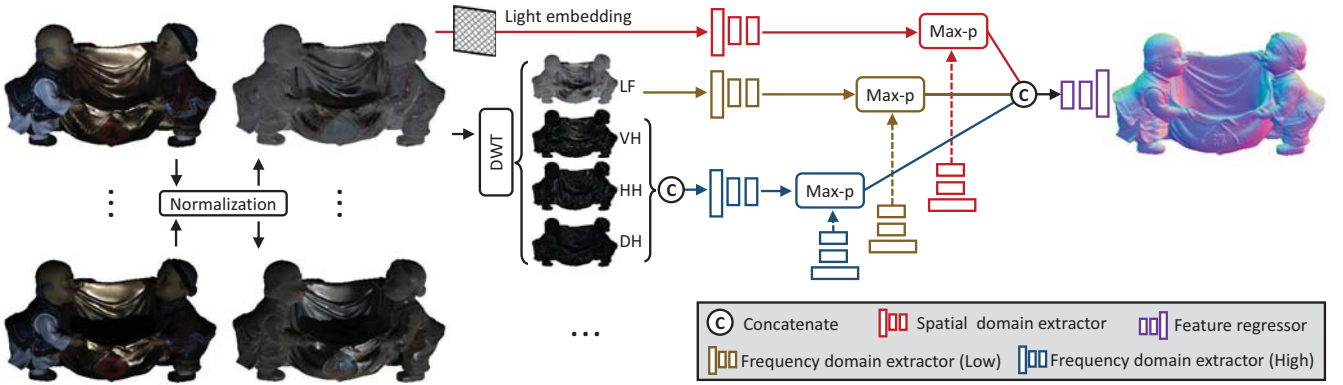 Light embedding
Max-p
LF
Max-p
C
VH
DWT
HH
C
Max-p
Normalization
DH
C Concatenate
Spatial domain extractor
Feature regressor
Frequency domain extractor (Low)
Frequency domain extractor (High)